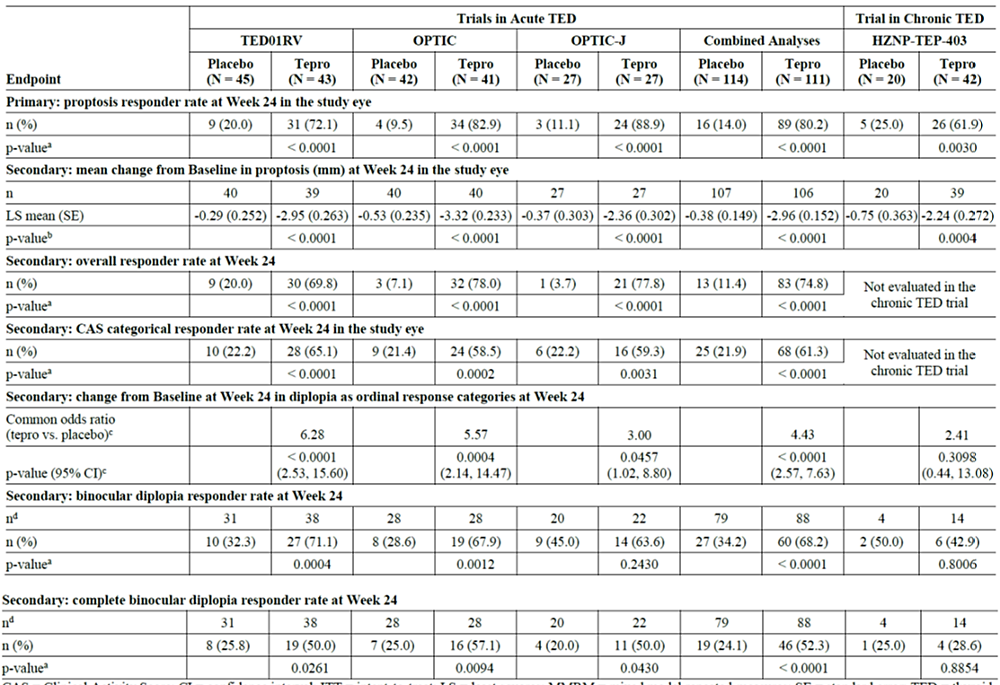 Trials in Acute TED Trial in Chronic TED
TED01RV OPTIC OPTIC-J Combined Analyses HZNP-TEP-403
Placebo Tepro Placebo Tepro Placebo Tepro Placebo Tepro Placebo Tepro
Endpoint (N = 45) (N = 43) (N = 42) (N = 41) (N = 27) (N = 27) (N = 114) (N = 111) (N = 20) (N = 42)
Primary: proptosis responder rate at Week 24 in the study eye
n (%) 9 (20.0) 31 (72.1) 4 (9.5) 34 (82.9) 3 (11.1) 24 (88.9) 16 (14.0) 89 (80.2) 5 (25.0) 26 (61.9)
p-valueᵃ < 0.0001 < 0.0001 < 0.0001 < 0.0001 0.0030
Secondary: mean change from Baseline in proptosis (mm) at Week 24 in the study eye
n 40 39 40 40 27 27 107 106 20 39
LS mean (SE) -0.29 (0.252) -2.95 (0.263) -0.53 (0.235) -3.32 (0.233) -0.37 (0.303) -2.36 (0.302) -0.38 (0.149) -2.96 (0.152) -0.75 (0.363) -2.24 (0.272)
p-valueᵇ < 0.0001 < 0.0001 < 0.0001 < 0.0001 0.0004
Secondary: overall responder rate at Week 24
n (%) 9 (20.0) 30 (69.8) 3 (7.1) 32 (78.0) 1 (3.7) 21 (77.8) 13 (11.4) 83 (74.8) Not evaluated in the
p-valueᵃ < 0.0001 < 0.0001 < 0.0001 < 0.0001 chronic TED trial
Secondary: CAS categorical responder rate at Week 24 in the study eye
n (%) 10 (22.2) 28 (65.1) 9 (21.4) 24 (58.5) 6 (22.2) 16 (59.3) 25 (21.9) 68 (61.3) Not evaluated in the
p-valueᵃ < 0.0001 0.0002 0.0031 < 0.0001 chronic TED trial
Secondary: change from Baseline at Week 24 in diplopia as ordinal response categories at Week 24
Common odds ratio
(tepro vs. placebo)ᶜ 6.28 5.57 3.00 4.43 2.41
< 0.0001 0.0004 0.0457 < 0.0001 0.3098
p-value (95% CI)ᶜ (2.53, 15.60) (2.14, 14.47) (1.02, 8.80) (2.57, 7.63) (0.44, 13.08)
Secondary: binocular diplopia responder rate at Week 24
nᵈ 31 38 28 28 20 22 79 88 4 14
n (%) 10 (32.3) 27 (71.1) 8 (28.6) 19 (67.9) 9 (45.0) 14 (63.6) 27 (34.2) 60 (68.2) 2 (50.0) 6 (42.9)
p-valueᵃ 0.0004 0.0012 0.2430 < 0.0001 0.8006
Secondary: complete binocular diplopia responder rate at Week 24
nᵈ 31 38 28 28 20 22 79 88 4 14
n (%) 8 (25.8) 19 (50.0) 7 (25.0) 16 (57.1) 4 (20.0) 11 (50.0) 19 (24.1) 46 (52.3) 1 (25.0) 4 (28.6)
p-valueᵃ 0.0261 0.0094 0.0430 < 0.0001 0.8854